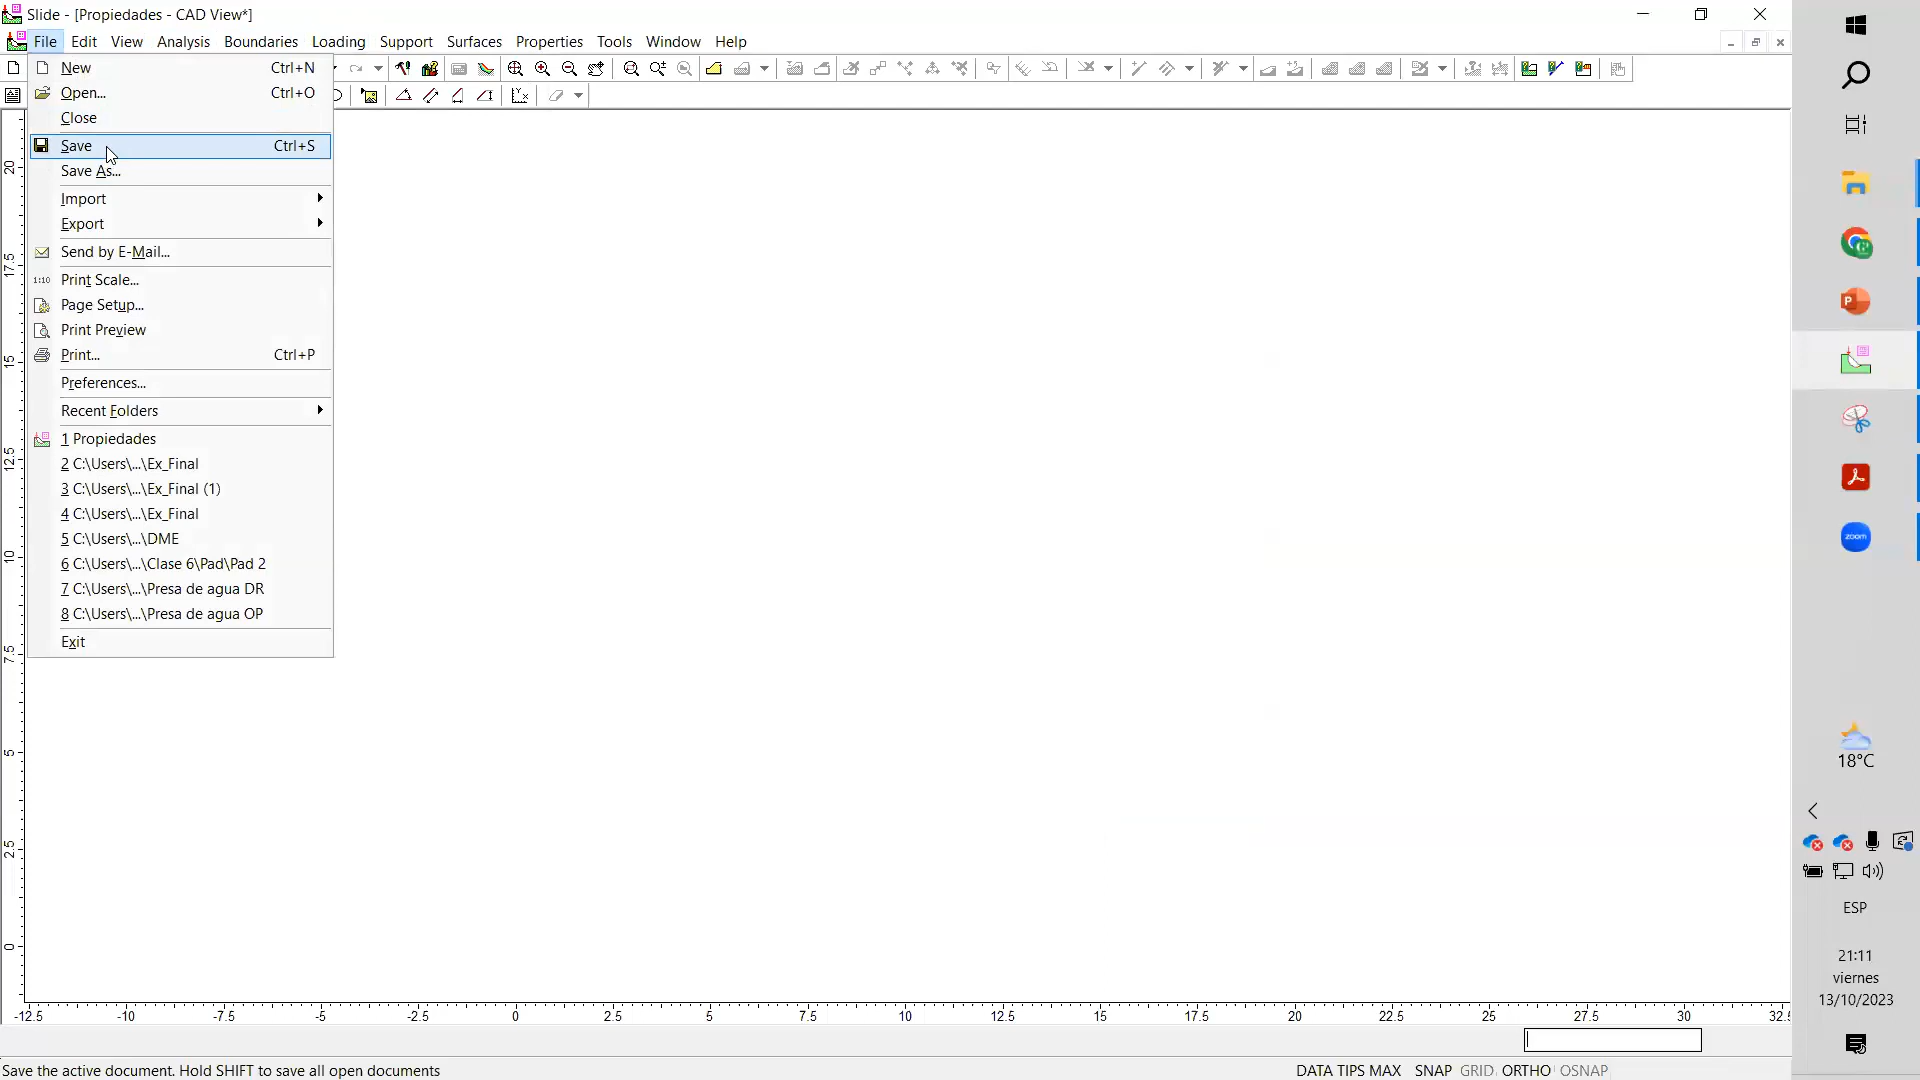 Slide - [Propiedades - CAD View*]
File Edit View Analysis Boundaries Loading Support Surfaces Properties Tools Window Help
New Ctrl+N
Open... Ctrl+O
Close
Save Ctrl+S
Save As...
Import
Export
Send by E-Mail...
1:10 Print Scale...
Page Setup...
Print Preview
Print... Ctrl+P
Preferences...
Recent Folders
1 Propiedades
2 C:\Users\...\Ex_Final
3 C:\Users\...\Ex_Final (1)
4 C:\Users\...\Ex_Final
5 C:\Users\...\DME
6 C:\Users\...\Clase 6\Pad\Pad 2
7 C:\Users\...\Presa de agua DR
8 C:\Users\...\Presa de agua OP
Exit
20
17.5
15
12.5
10
7.5
5
2.5
0
-12.5 -10 -7.5 -5 -2.5 0 2.5 5 7.5 10 12.5 15 17.5 20 22.5 25 27.5 30 32.5
Save the active document. Hold SHIFT to save all open documents
DATA TIPS MAX SNAP GRID ORTHO OSNAP
zoom
18°C
ESP
21:11
viernes
13/10/2023